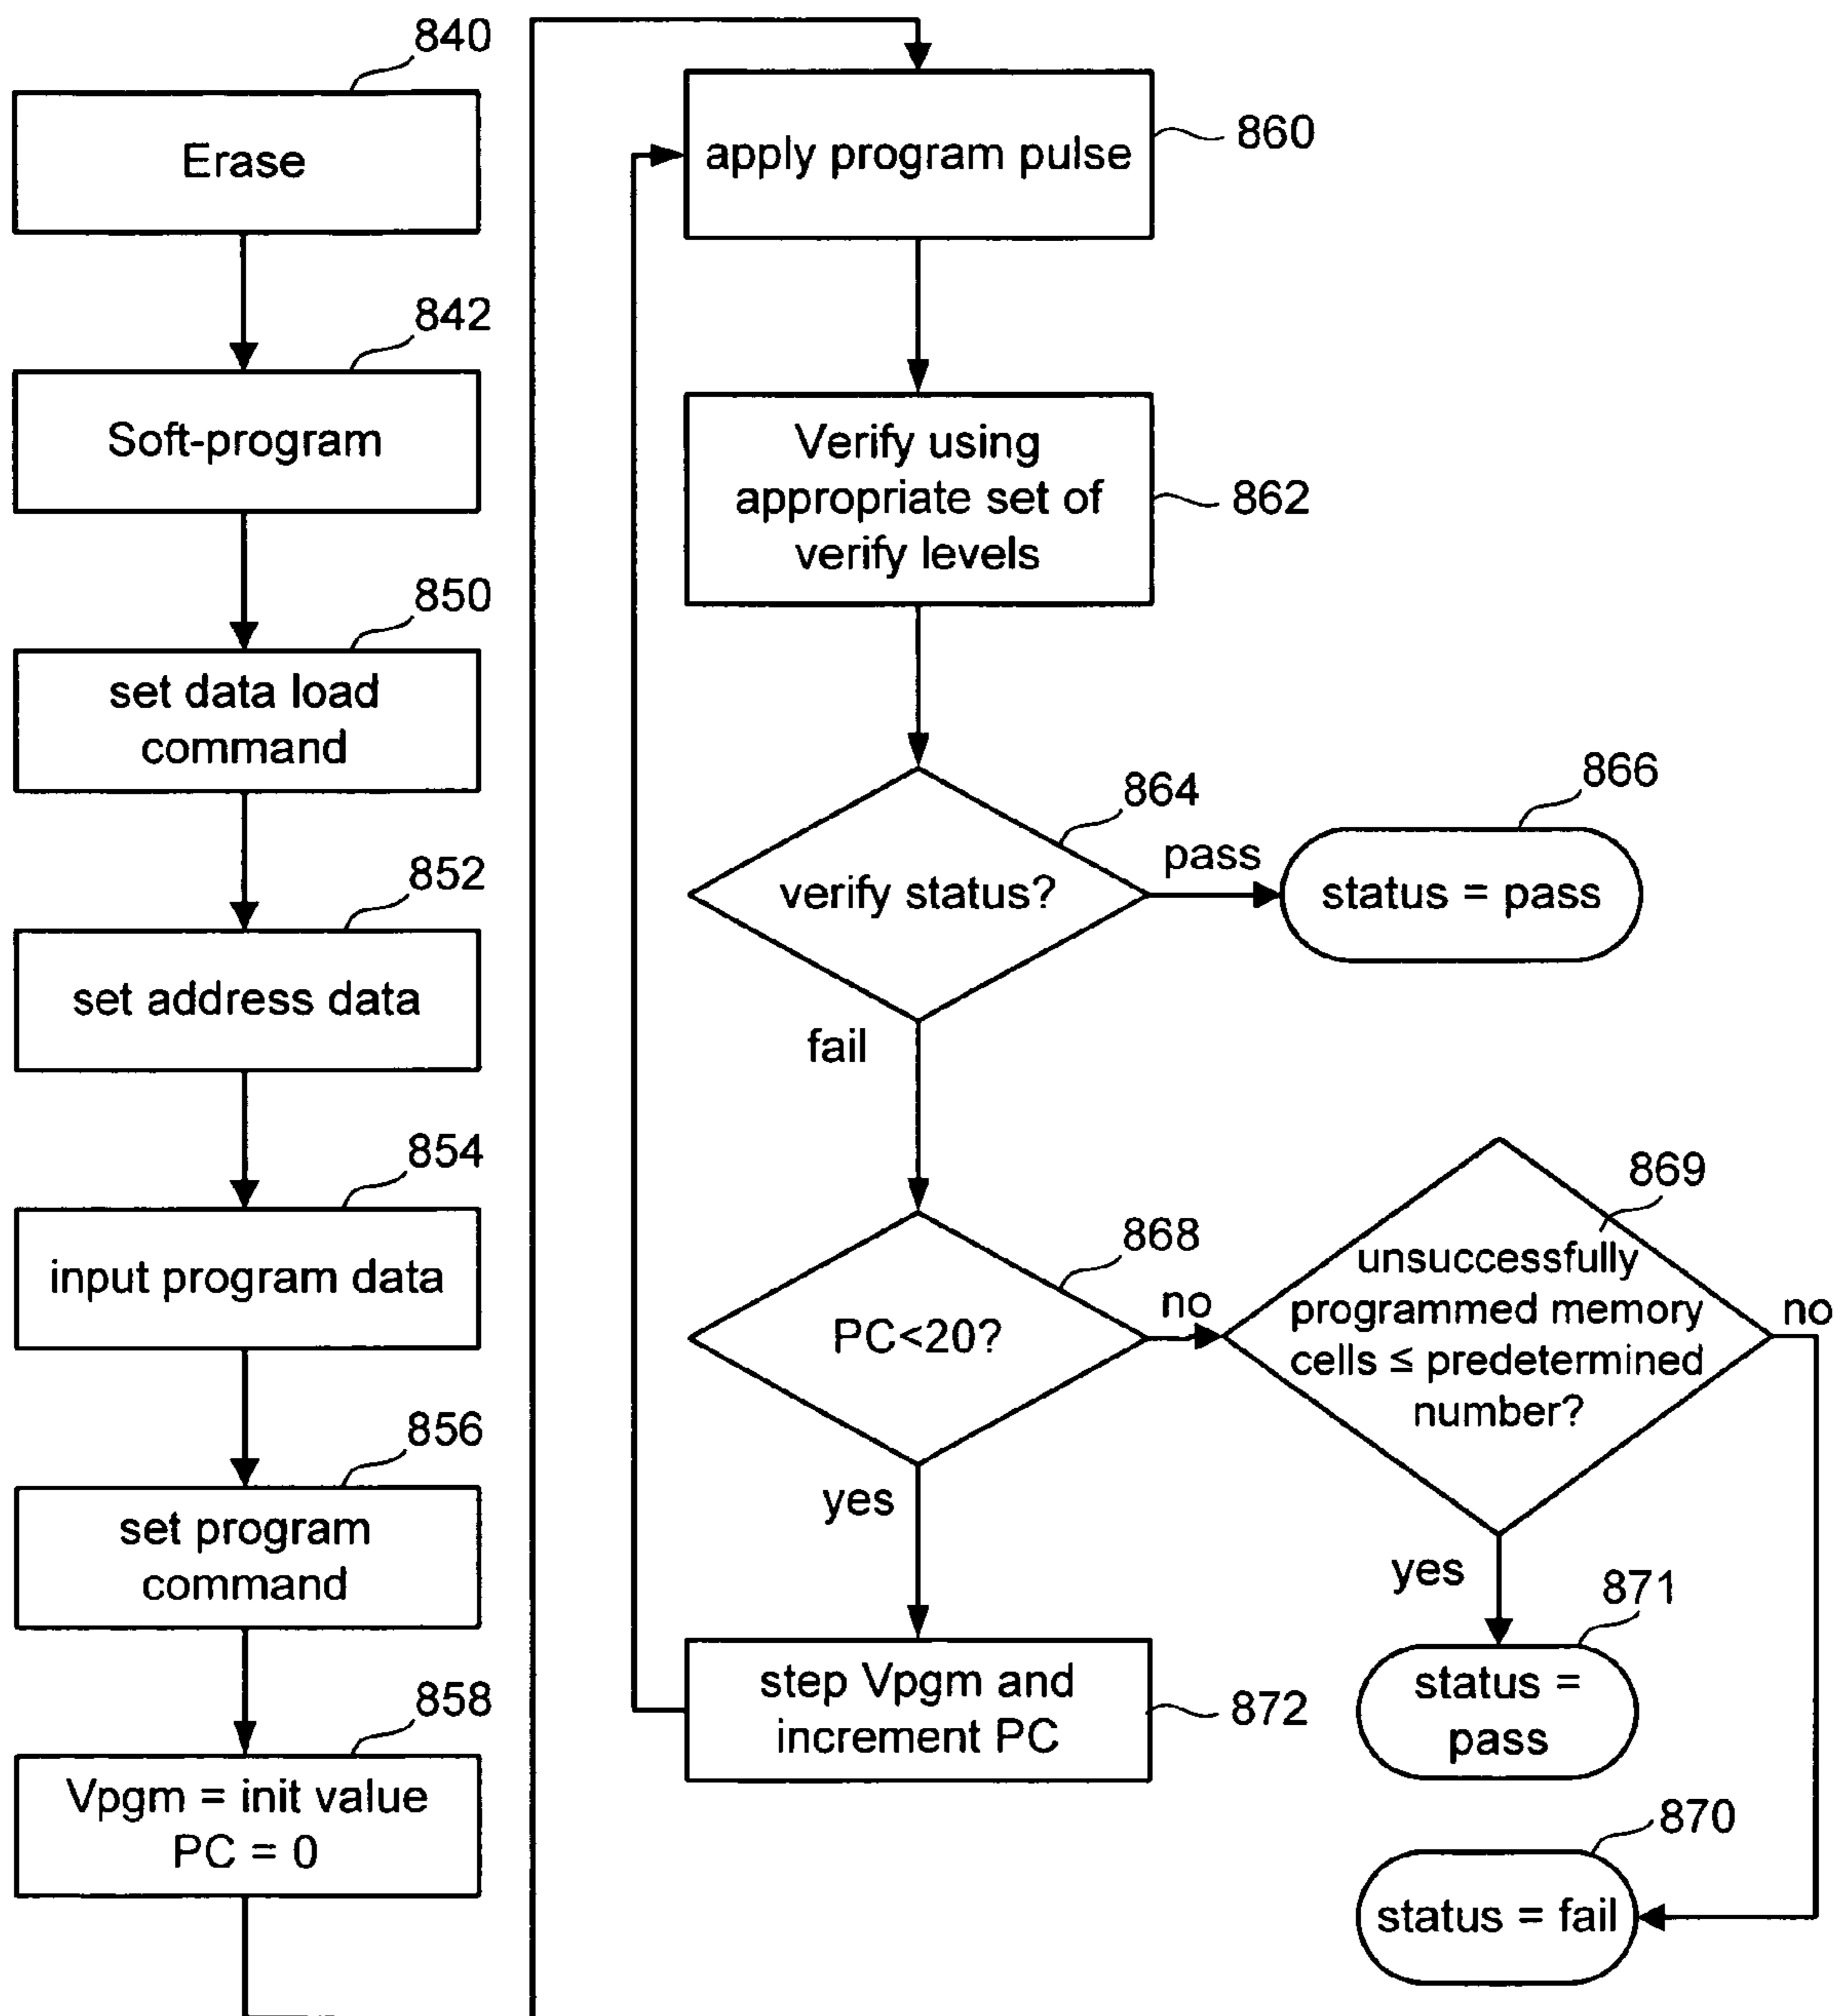 840
Erase
842
Soft-program
850
set data load
command
852
set address data
854
input program data
856
set program
command
858
Vpgm = init value
PC = 0
apply program pulse
860
Verify using
appropriate set of
verify levels
862
864
verify status?
pass
866
status = pass
fail
868
PC<20?
no
869
unsuccessfully
programmed memory
cells ≤ predetermined
number?
no
yes
step Vpgm and
increment PC
872
yes
871
status =
pass
870
status = fail